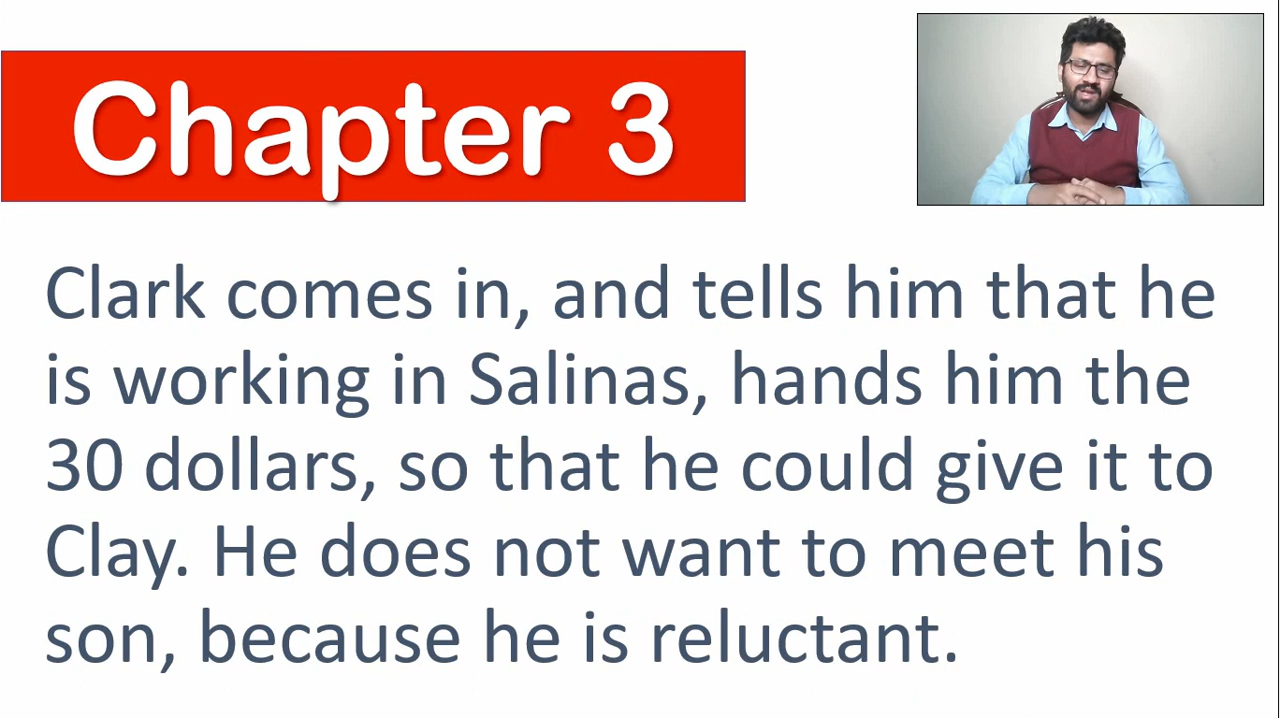 Chapter 3
Clark comes in, and tells him that he
is working in Salinas, hands him the
30 dollars, so that he could give it to
Clay. He does not want to meet his
son, because he is reluctant.